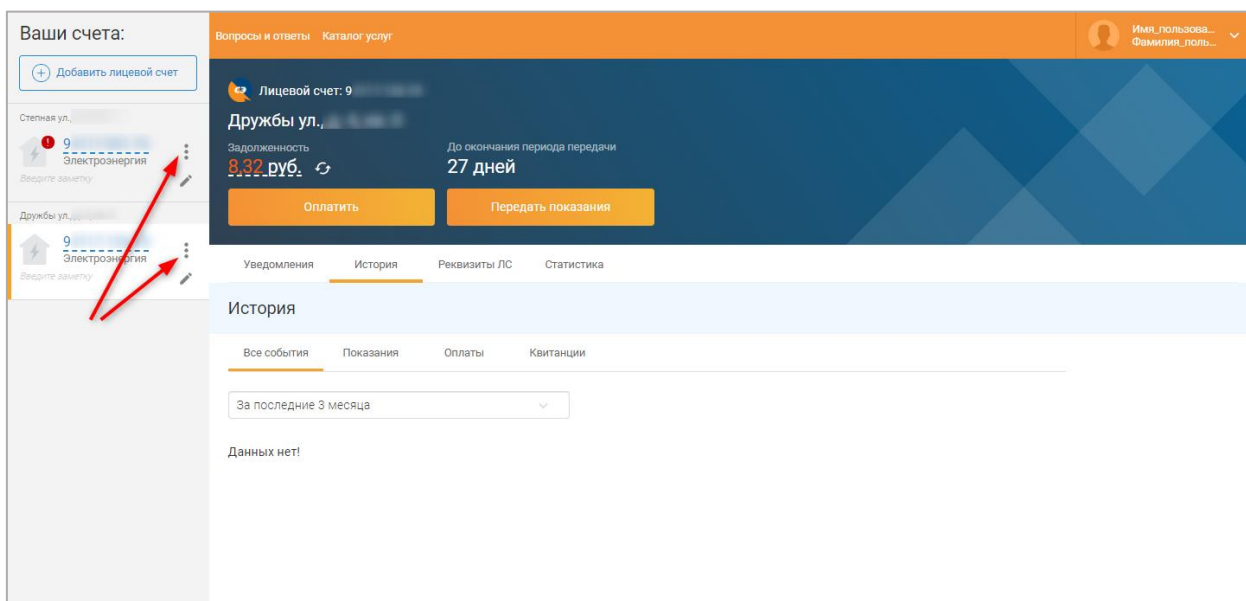 Ваши счета:
Добавить лицевой счет
Степная ул.,
9
Электроэнергия
Введите заметку
Дружбы ул.,
9
Электроэнергия
Введите заметку
Вопросы и ответы Каталог услуг
Имя_пользова...
Фамилия_поль...
Лицевой счет: 9
Дружбы ул.,
Задолженность
8,32 руб.
До окончания периода передачи
27 дней
Оплатить
Передать показания
Уведомления История Реквизиты ЛС Статистика
История
Все события Показания Оплаты Квитанции
За последние 3 месяца
Данных нет!